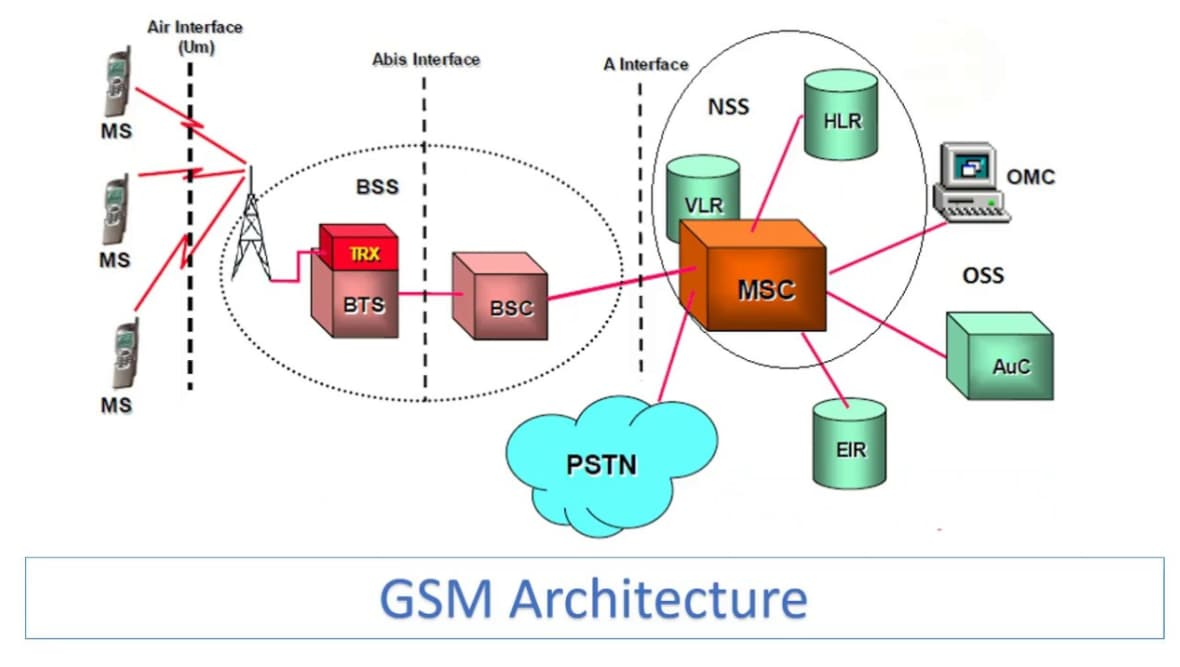 Air Interface
(Um)
Abis Interface
A Interface
NSS
HLR
MS
OMC
BSS
VLR
MS
TRX
OSS
MSC
BTS
BSC
AuC
MS
EIR
PSTN
GSM Architecture